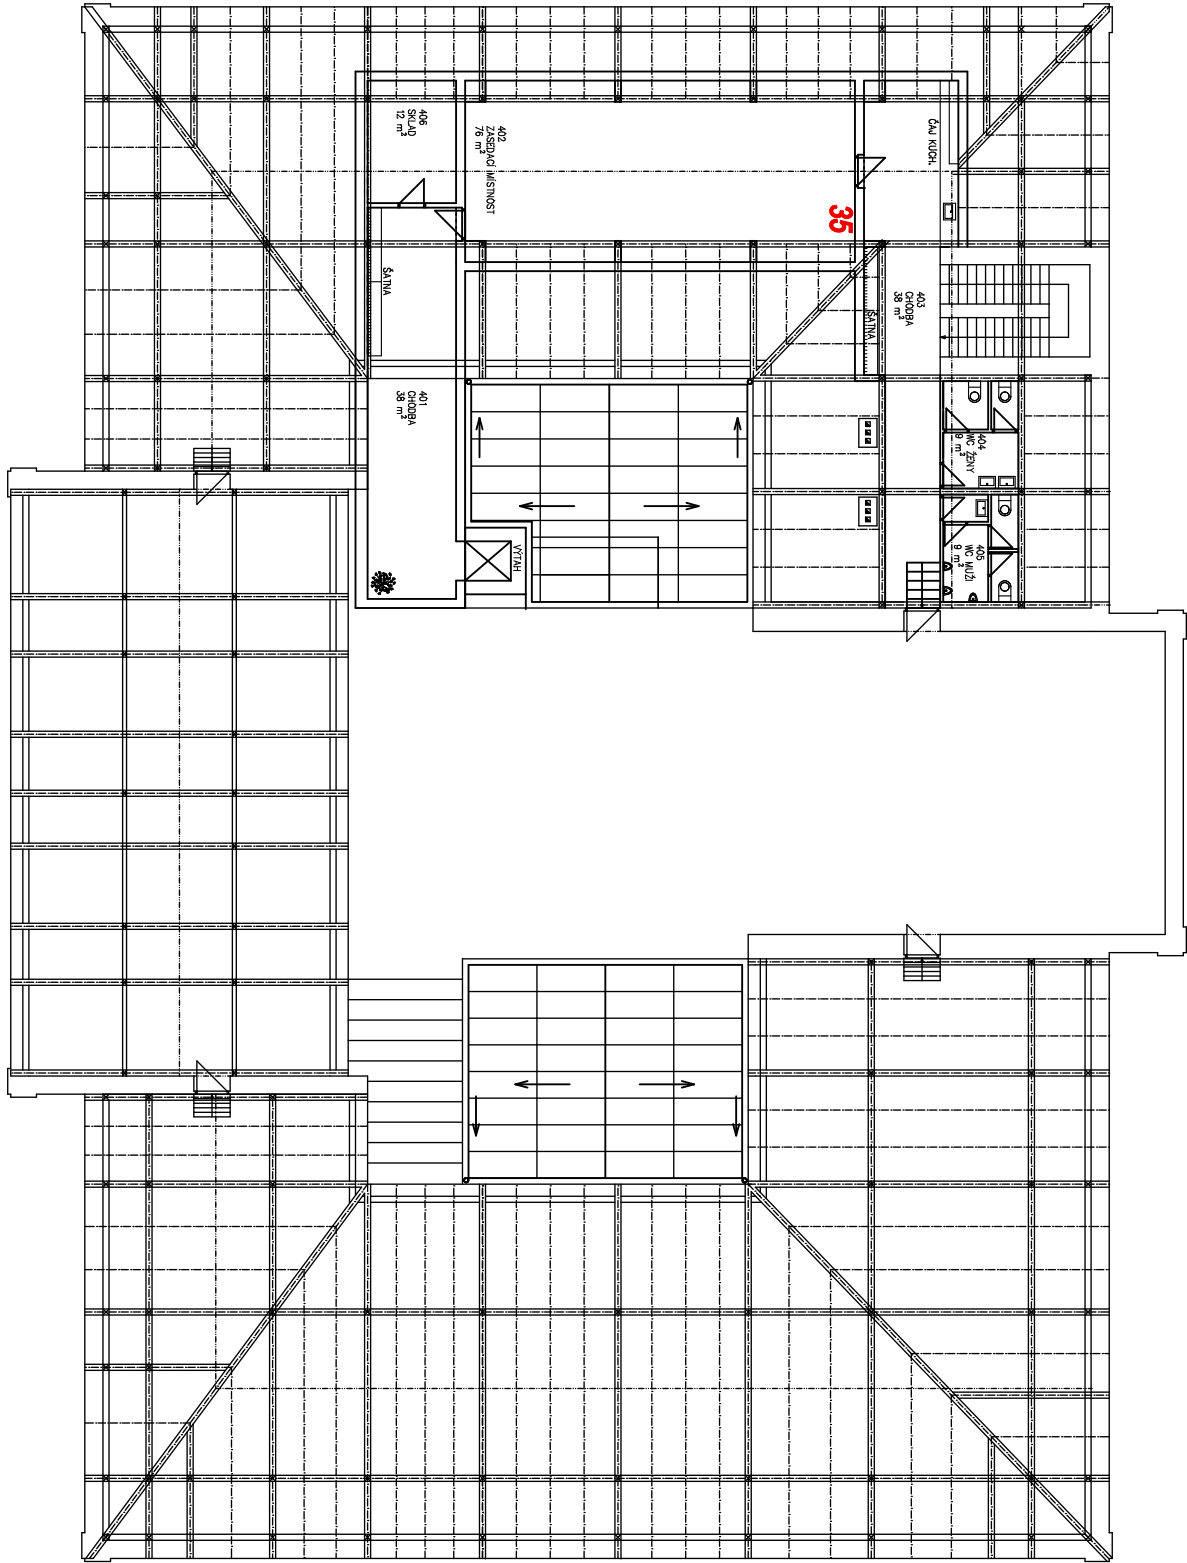 406
SKLAD
12 m²
402
ZASEDACÍ MÍSTNOST
76 m²
ČAJ KUCH.
35
ŠATNA
403
CHODBA
38 m²
ŠATNA
401
CHODBA
38 m²
404
WC ŽENY
9 m²
VÝTAH
405
WC MUŽI
9 m²